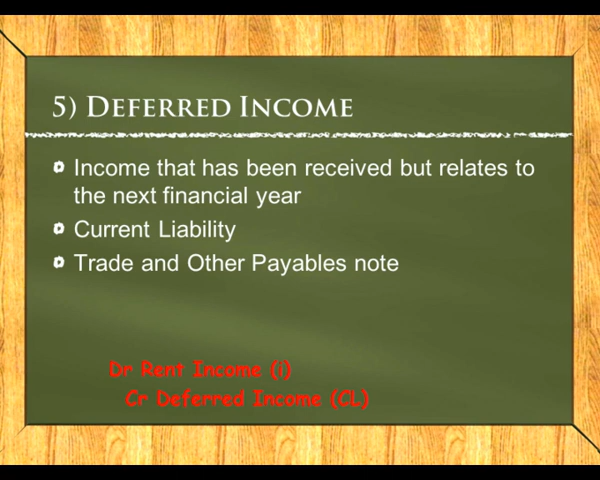 5) DEFERRED INCOME
Income that has been received but relates to
the next financial year
Current Liability
Trade and Other Payables note
Dr Rent Income (i)
Cr Deferred Income (CL)